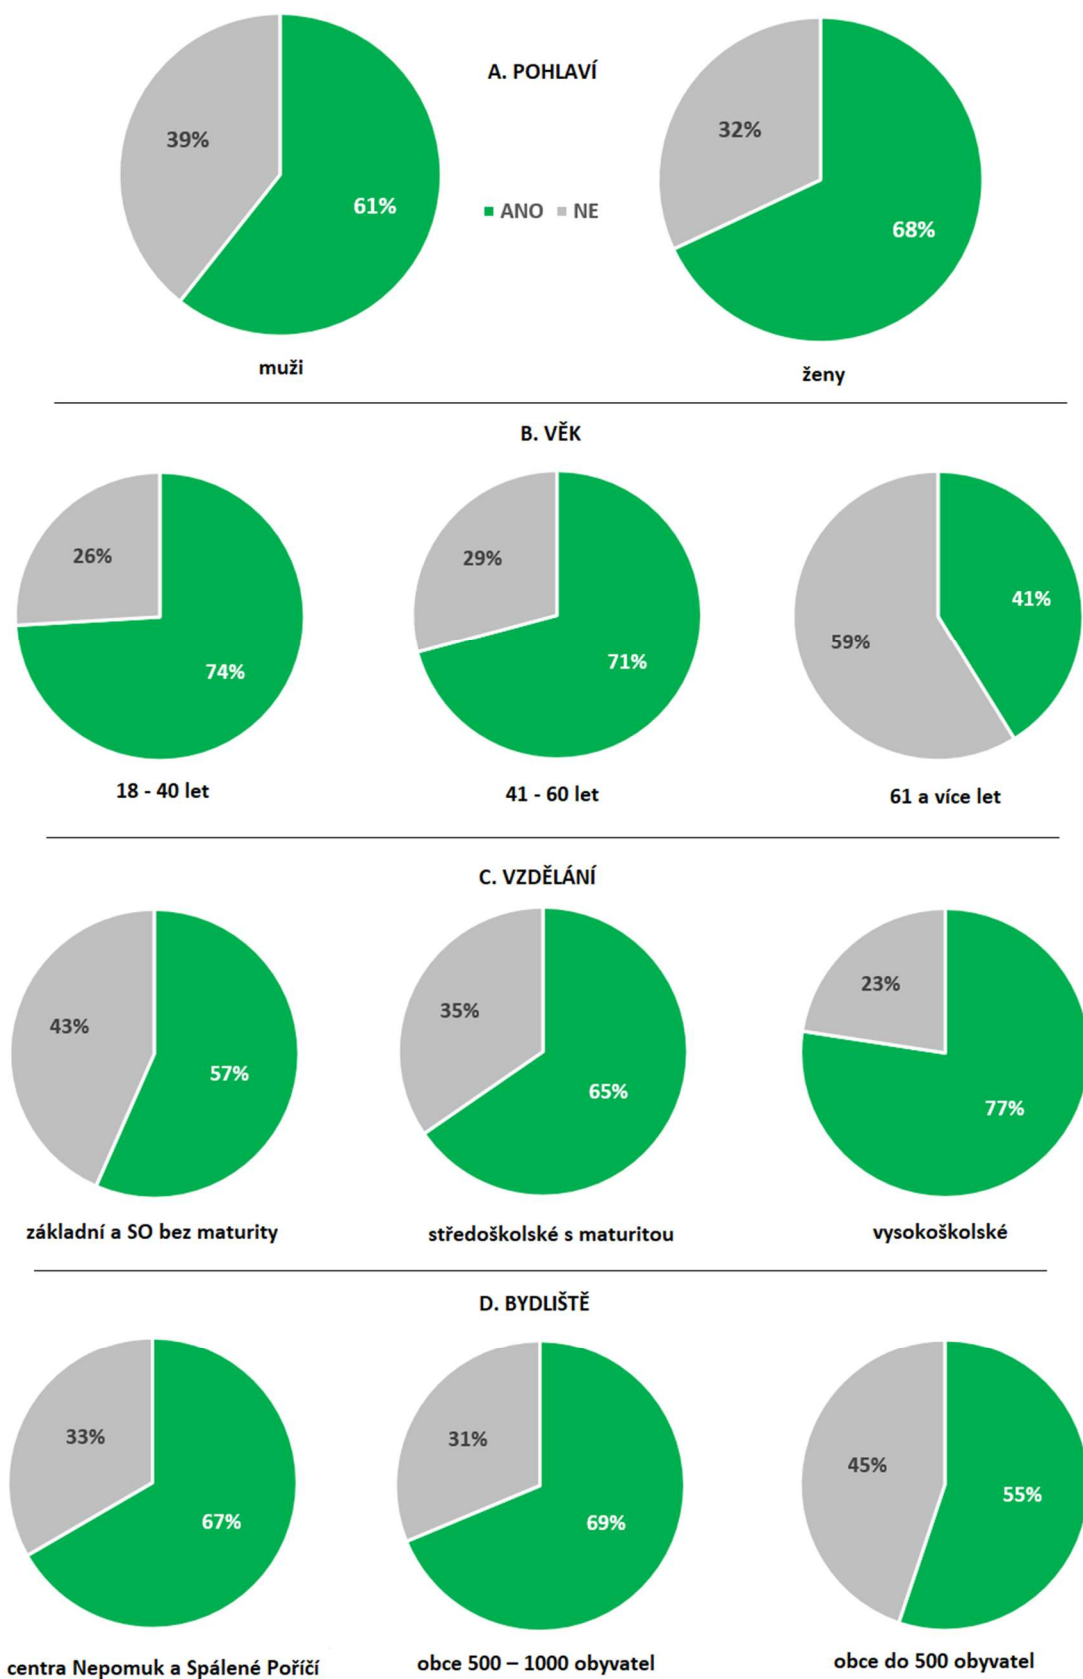 A. POHLAVÍ
39%
61%
32%
68%
ANO NE
muži
ženy
B. VĚK
26%
74%
29%
71%
59%
41%
18 - 40 let
41 - 60 let
61 a více let
C. VZDĚLÁNÍ
43%
57%
35%
65%
23%
77%
základní a SO bez maturity
středoškolské s maturitou
vysokoškolské
D. BYDLIŠTĚ
33%
67%
31%
69%
45%
55%
centra Nepomuk a Spálené Poříčí
obce 500 – 1000 obyvatel
obce do 500 obyvatel